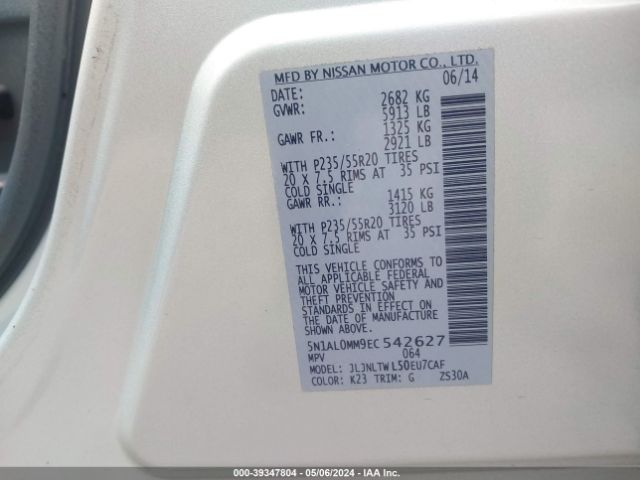 MFD BY NISSAN MOTOR CO., LTD.
DATE: 06/14
GVWR: 2682 KG
5913 LB
GAWR FR.: 1325 KG
2921 LB
WITH P235/55R20 TIRES
20 X 7.5 RIMS AT 35 PSI
COLD SINGLE
GAWR RR.: 1415 KG
3120 LB
WITH P235/55R20 TIRES
20 X 7.5 RIMS AT 35 PSI
COLD SINGLE
THIS VEHICLE CONFORMS TO
ALL APPLICABLE FEDERAL
MOTOR VEHICLE SAFETY AND
THEFT PREVENTION
STANDARDS IN EFFECT ON
THE DATE OF MANUFACTURE
SHOWN ABOVE.
5N1AL0MM9EC542627
MPV 064
MODEL: JLJNLTWL50EU7CAF
COLOR: K23 TRIM: G ZS30A
000-39347804 - 05/06/2024 - IAAI.COM